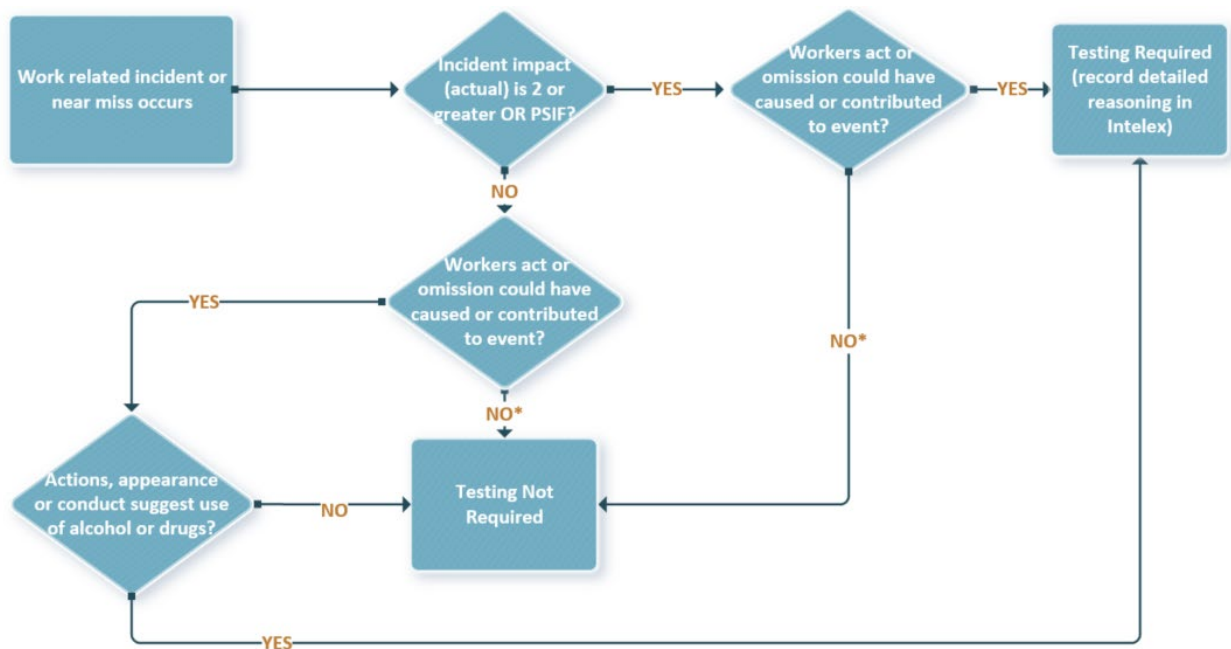 Work related incident or
near miss occurs
Incident impact
(actual) is 2 or
greater OR PSIF?
YES
Workers act or
omission could have
caused or contributed
to event?
YES
Testing Required
(record detailed
reasoning in
Intelex)
NO
Workers act or
omission could have
caused or contributed
to event?
YES
NO*
NO*
Actions, appearance
or conduct suggest use
of alcohol or drugs?
NO
Testing Not
Required
YES